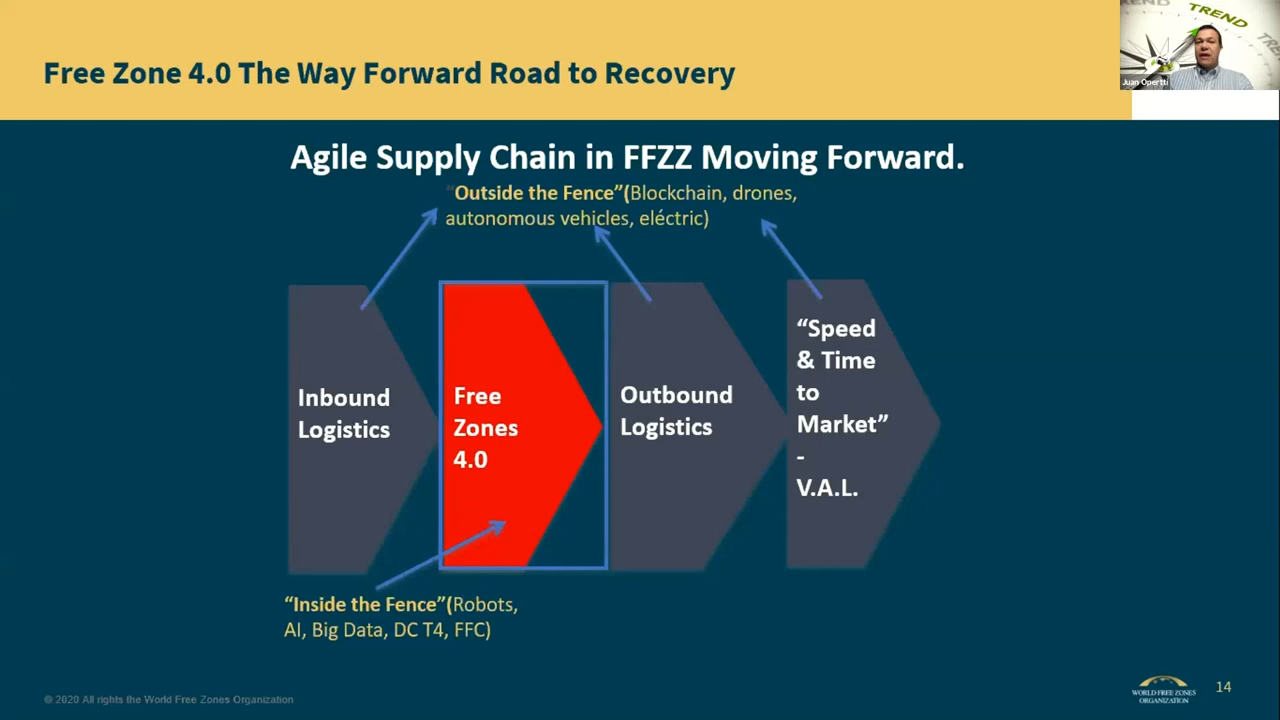 Free Zone 4.0 The Way Forward Road to Recovery
TREND
TREND
Juan Opertti
Agile Supply Chain in FFZZ Moving Forward.
"Outside the Fence"(Blockchain, drones,
autonomous vehicles, eléctric)
Inbound
Logistics
Free
Zones
4.0
Outbound
Logistics
“Speed
& Time
to
Market”
-
V.A.L.
“Inside the Fence”(Robots,
AI, Big Data, DC T4, FFC)
© 2020 All rights the World Free Zones Organization
WORLD FREE ZONES
ORGANIZATION
14